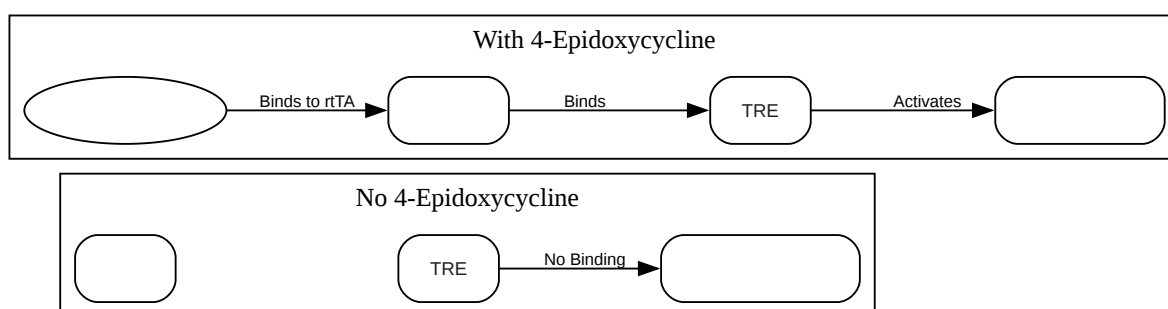 With 4-Epidoxycycline
Binds to rtTA
Binds
TRE
Activates
No 4-Epidoxycycline
TRE
No Binding